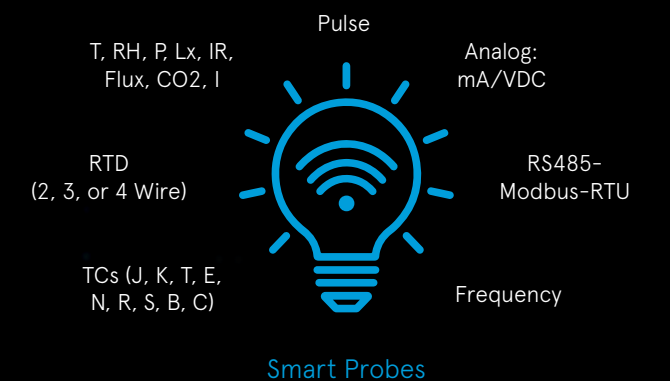 Pulse
T, RH, P, Lx, IR,
Flux, CO2, I
Analog:
mA/VDC
RTD
(2, 3, or 4 Wire)
RS485-
Modbus-RTU
TCs (J, K, T, E,
N, R, S, B, C)
Frequency
Smart Probes